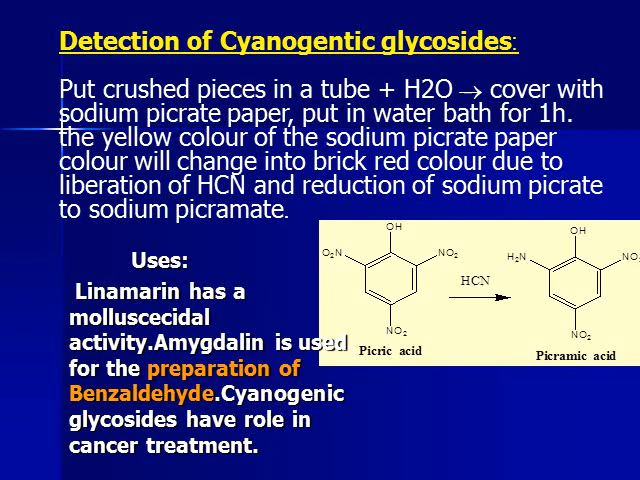 Detection of Cyanogentic glycosides:
Put crushed pieces in a tube + H2O → cover with
sodium picrate paper, put in water bath for 1h.
the yellow colour of the sodium picrate paper
colour will change into brick red colour due to
liberation of HCN and reduction of sodium picrate
to sodium picramate.
Uses:
Linamarin has a
molluscecidal
activity.Amygdalin is used
for the preparation of
Benzaldehyde.Cyanogenic
glycosides have role in
cancer treatment.
OH
O2N NO2
NO2
Picric acid
HCN
OH
H2N NO
NO2
Picramic acid